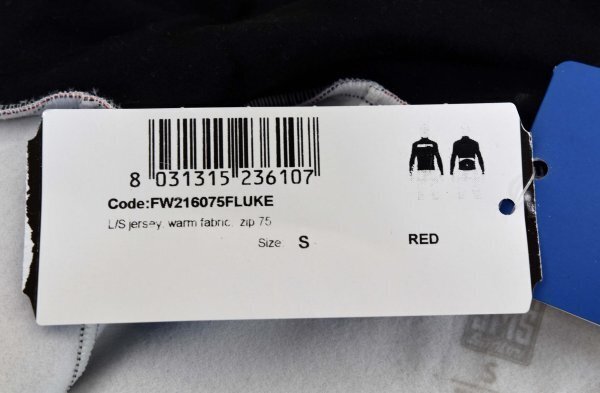 8 031315 236107
Code:FW216075FLUKE
L/S jersey, warm fabric, zip 75
Size: S RED